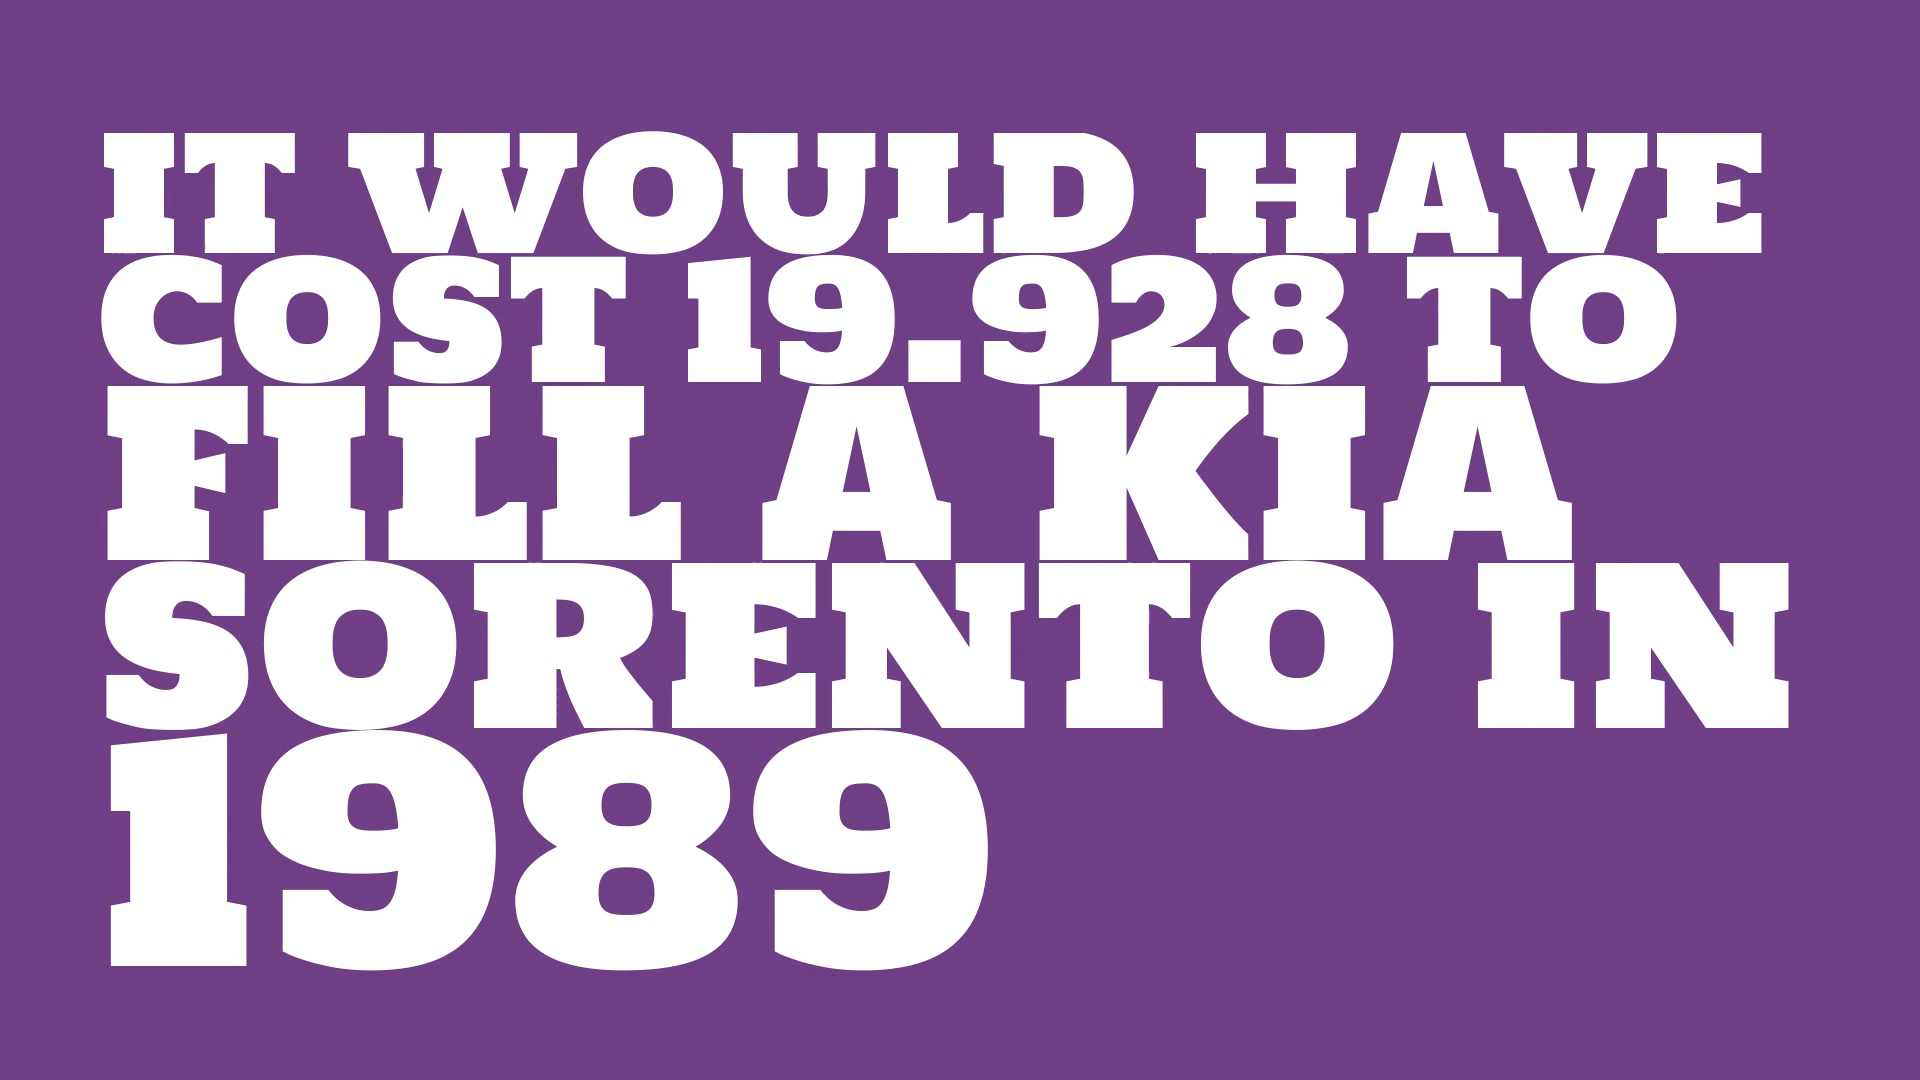 IT WOULD HAVE
COST 19.928 TO
FILL A KIA
SORENTO IN
1989